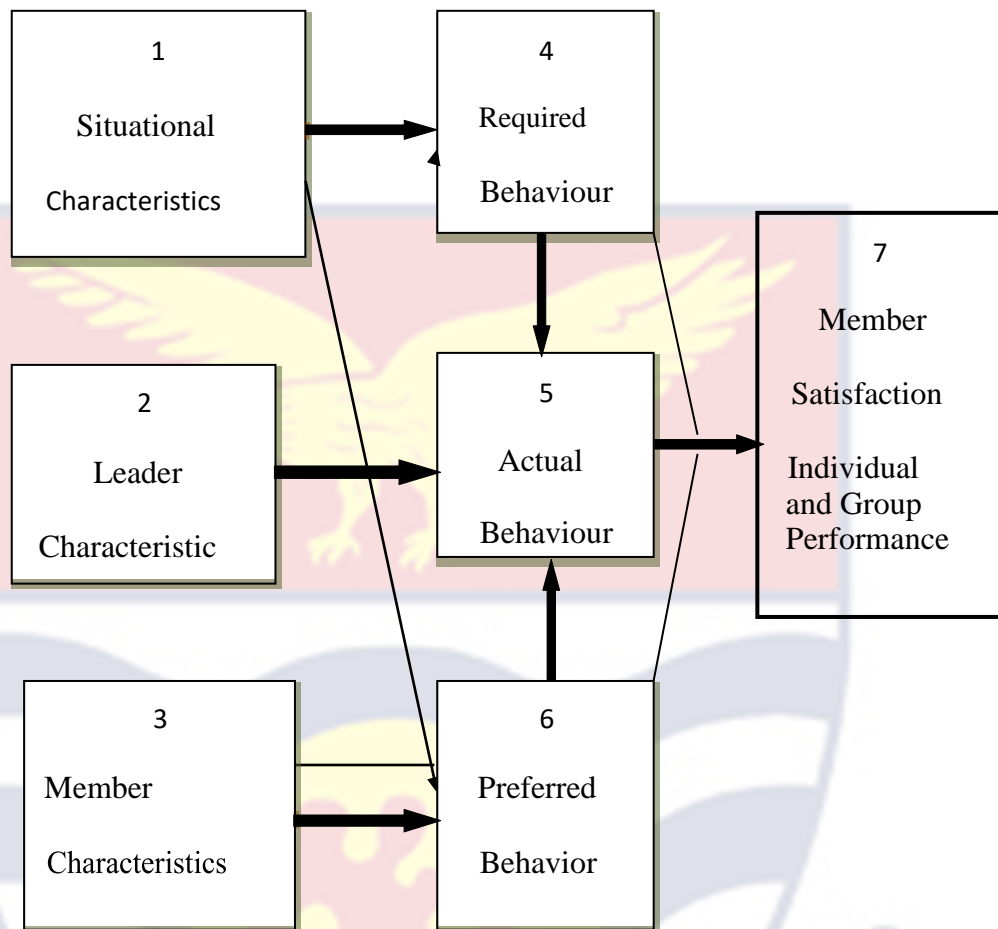 1
Situational
Characteristics
4
Required
Behaviour
7
Member
Satisfaction
Individual
and Group
Performance
2
Leader
Characteristic
5
Actual
Behaviour
3
Member
Characteristics
6
Preferred
Behavior